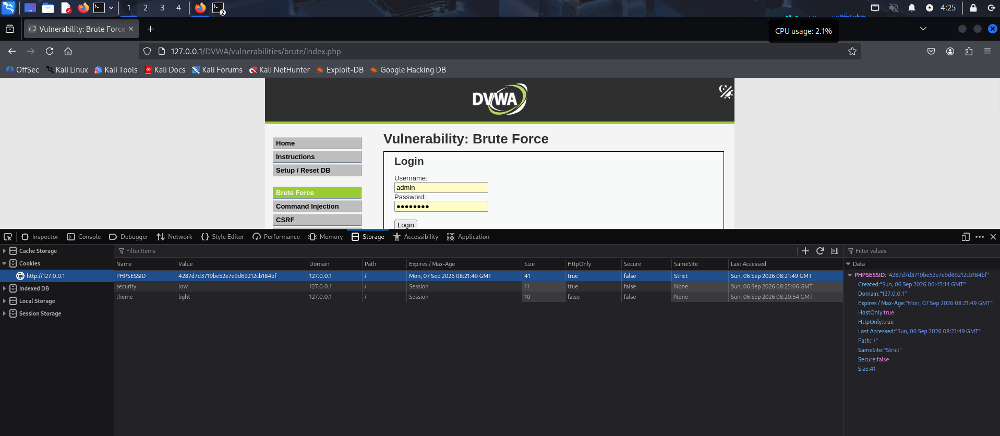 1 2 3 4 2 4:25
Vulnerability: Brute Force
CPU usage: 2.1%
127.0.0.1/DVWA/vulnerabilities/brute/index.php
OffSec Kali Linux Kali Tools Kali Docs Kali Forums Kali NetHunter Exploit-DB Google Hacking DB
DVWA
Home
Instructions
Setup / Reset DB
Brute Force
Command Injection
CSRF
Vulnerability: Brute Force
Login
Username:
admin
Password:
●●●●●●●●
Login
Inspector Console Debugger Network Style Editor Performance Memory Storage Accessibility Application
Cache Storage
Cookies
http://127.0.0.1
Indexed DB
Local Storage
Session Storage
Filter Items
Name Value Domain Path Expires / Max-Age Size HttpOnly Secure SameSite Last Accessed
PHPSESSID 4287d7d3719be52e7e9d69212cb184bf 127.0.0.1 / Mon, 07 Sep 2026 08:21:49 GMT 41 true false Strict Sun, 06 Sep 2026 08:21:49 GMT
security low 127.0.0.1 / Session 11 true false None Sun, 06 Sep 2026 08:25:06 GMT
theme light 127.0.0.1 / Session 10 false false None Sun, 06 Sep 2026 08:20:54 GMT
Filter values
Data
PHPSESSID:"4287d7d3719be52e7e9d69212cb184bf"
Created:"Sun, 06 Sep 2026 06:45:14 GMT"
Domain:"127.0.0.1"
Expires / Max-Age:"Mon, 07 Sep 2026 08:21:49 GMT"
HostOnly:true
HttpOnly:true
Last Accessed:"Sun, 06 Sep 2026 08:21:49 GMT"
Path:"/"
SameSite:"Strict"
Secure:false
Size:41